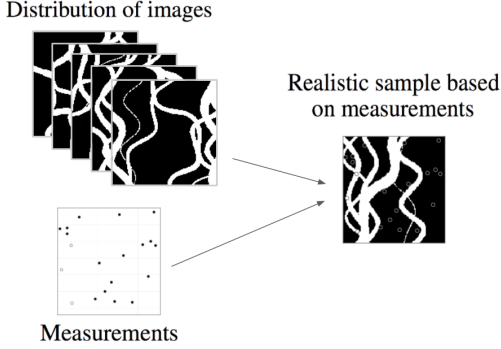 Distribution of images
Realistic sample based
on measurements
Measurements